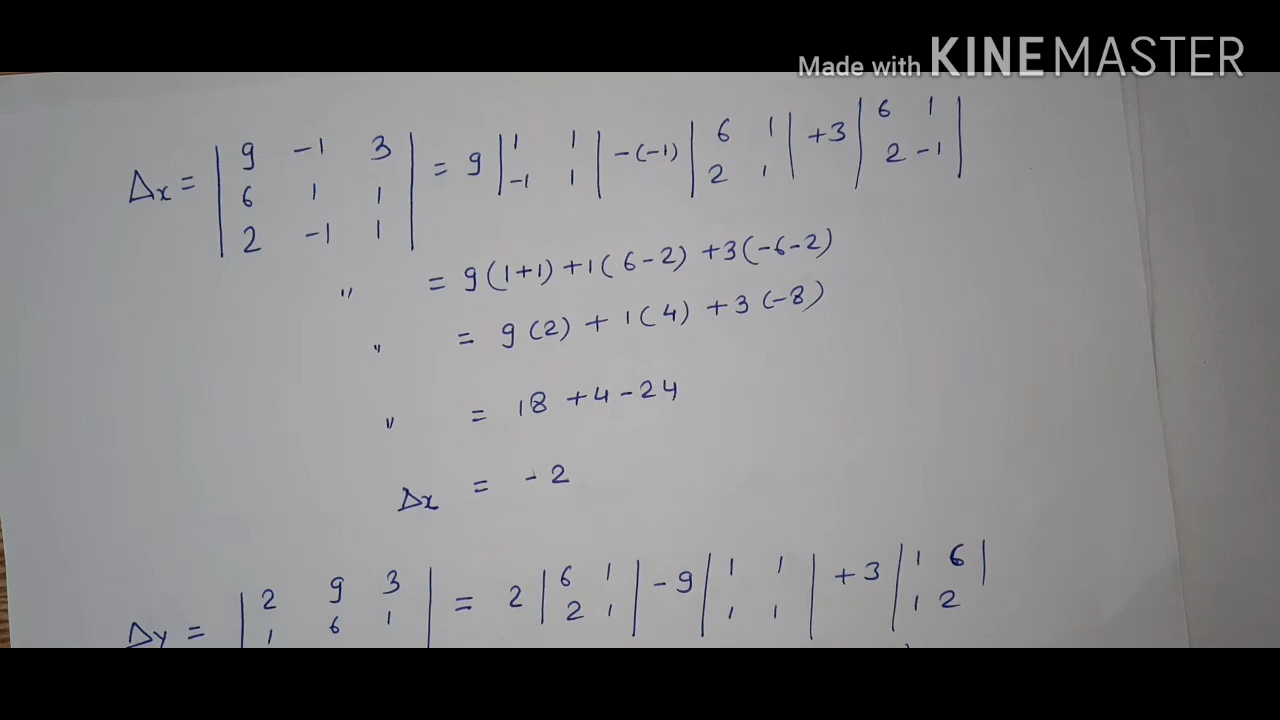 Made with KINEMASTER
Δx = | 9 -1 3 | = 9 | 1 1 | -(-1) | 6 1 | +3 | 6 1 |
| 6 1 1 | | -1 1 | | 2 1 | | 2 -1 |
| 2 -1 1 |
" = 9(1+1) +1(6-2) +3(-6-2)
" = 9(2) + 1(4) +3(-8)
" = 18 +4 -24
Δx = -2
Δy = | 2 9 3 | = 2 | 6 1 | -9 | 1 1 | +3 | 1 6 |
| 1 6 1 | | 2 1 | | 1 1 | | 1 2 |